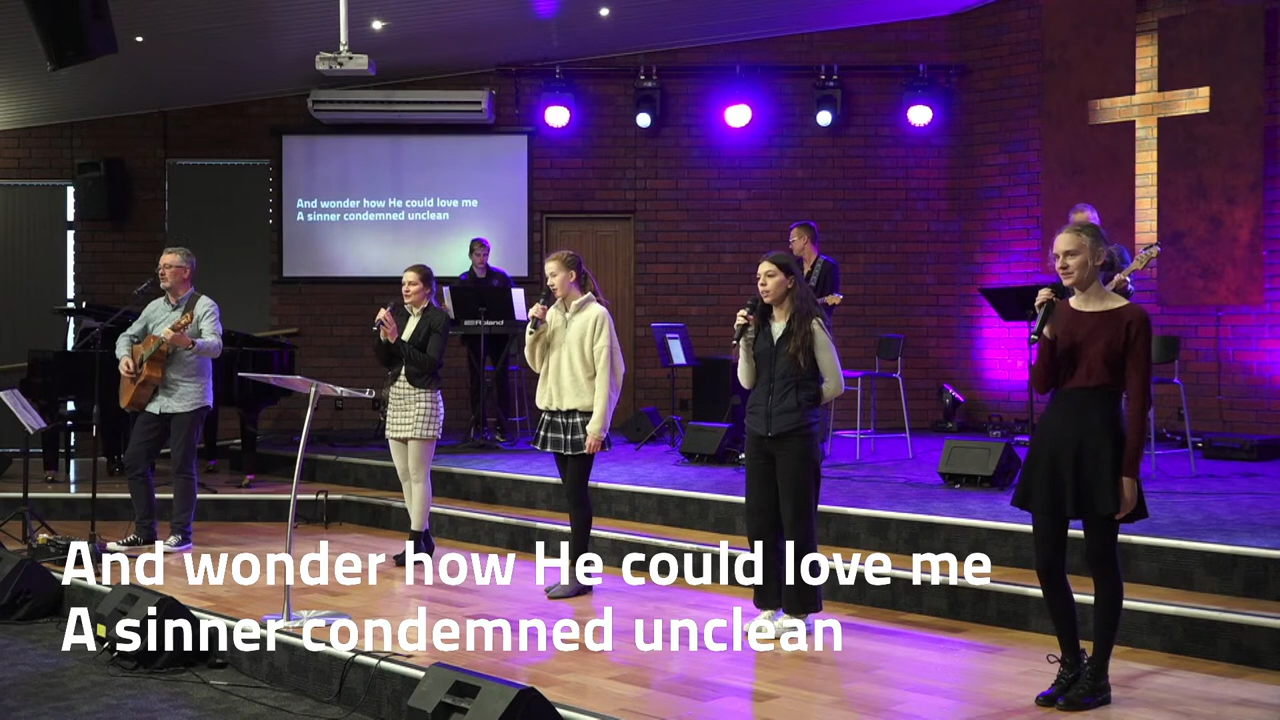 And wonder how He could love me
A sinner condemned unclean
Roland
And wonder how He could love me
A sinner condemned unclean